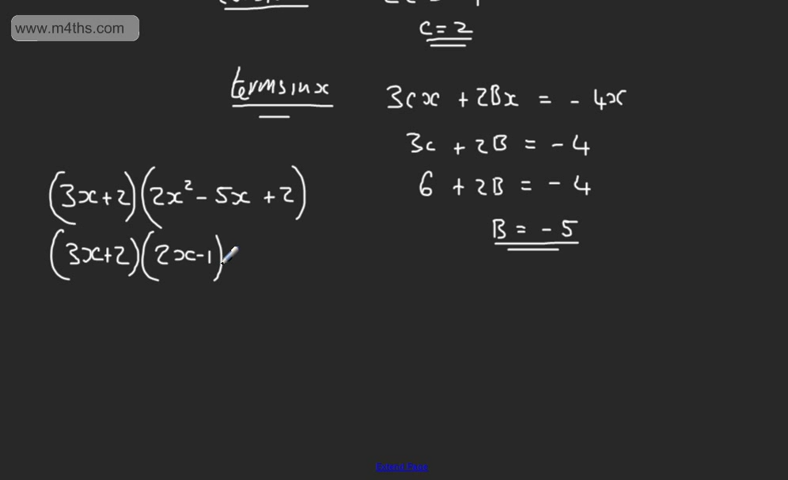 www.m4ths.com
c = 2
terms in x
3cx + 2Bx = - 4x
3c + 2B = - 4
(3x+2)(2x² - 5x + 2)
6 + 2B = - 4
B = - 5
(3x+2)(2x-1)